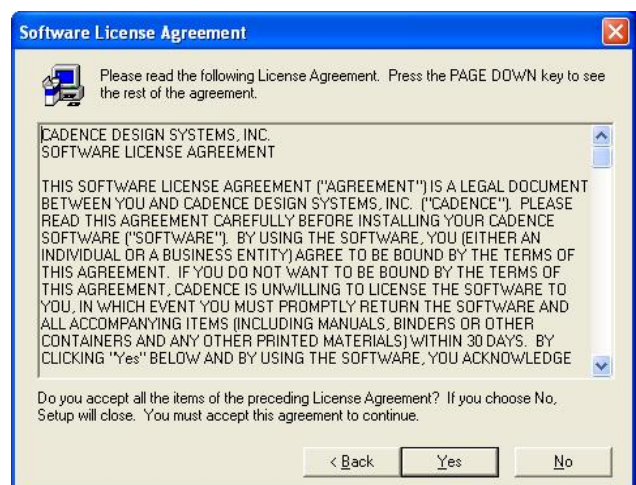 Software License Agreement
Please read the following License Agreement.  Press the PAGE DOWN key to see
the rest of the agreement.
CADENCE DESIGN SYSTEMS, INC.
SOFTWARE LICENSE AGREEMENT
THIS SOFTWARE LICENSE AGREEMENT ("AGREEMENT") IS A LEGAL DOCUMENT
BETWEEN YOU AND CADENCE DESIGN SYSTEMS, INC.  ("CADENCE").  PLEASE
READ THIS AGREEMENT CAREFULLY BEFORE INSTALLING YOUR CADENCE
SOFTWARE ("SOFTWARE").  BY USING THE SOFTWARE, YOU (EITHER AN
INDIVIDUAL OR A BUSINESS ENTITY) AGREE TO BE BOUND BY THE TERMS OF
THIS AGREEMENT.  IF YOU DO NOT WANT TO BE BOUND BY THE TERMS OF
THIS AGREEMENT, CADENCE IS UNWILLING TO LICENSE THE SOFTWARE TO
YOU, IN WHICH EVENT YOU MUST PROMPTLY RETURN THE SOFTWARE AND
ALL ACCOMPANYING ITEMS (INCLUDING MANUALS, BINDERS OR OTHER
CONTAINERS AND ANY OTHER PRINTED MATERIALS) WITHIN 30 DAYS.  BY
CLICKING "Yes" BELOW AND BY USING THE SOFTWARE, YOU ACKNOWLEDGE
Do you accept all the items of the preceding License Agreement?  If you choose No,
Setup will close.  You must accept this agreement to continue.
< Back
Yes
No